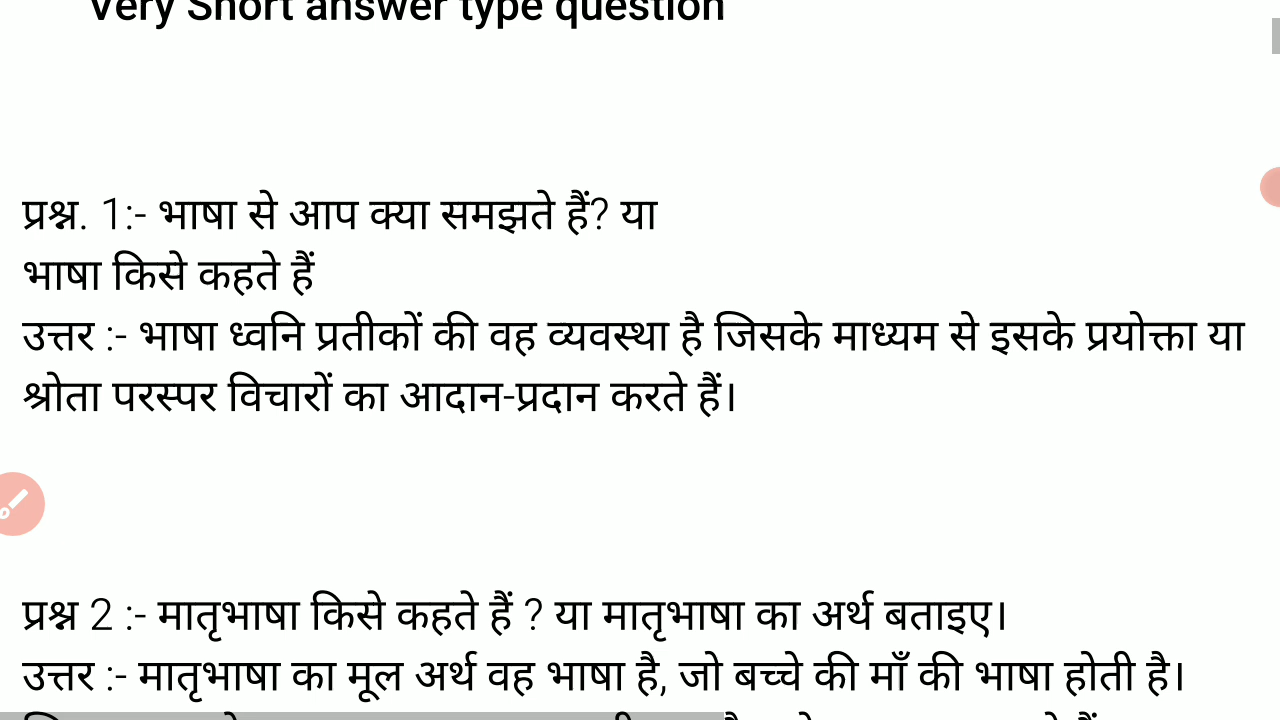 Very Short answer type question
प्रश्न. 1:- भाषा से आप क्या समझते हैं? या
भाषा किसे कहते हैं
उत्तर :- भाषा ध्वनि प्रतीकों की वह व्यवस्था है जिसके माध्यम से इसके प्रयोक्ता या
श्रोता परस्पर विचारों का आदान-प्रदान करते हैं।
प्रश्न 2 :- मातृभाषा किसे कहते हैं ? या मातृभाषा का अर्थ बताइए।
उत्तर :- मातृभाषा का मूल अर्थ वह भाषा है, जो बच्चे की माँ की भाषा होती है।